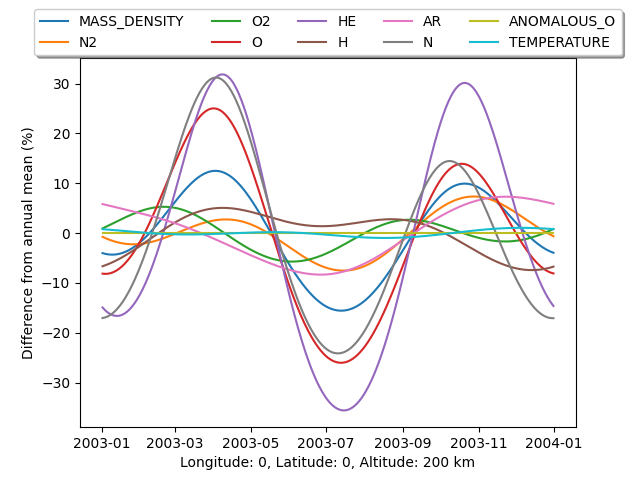 MASS_DENSITY O2 HE AR ANOMALOUS_O
N2 O H N TEMPERATURE
Difference from annual mean (%)
30
20
10
0
−10
−20
−30
2003-01 2003-03 2003-05 2003-07 2003-09 2003-11 2004-01
Longitude: 0, Latitude: 0, Altitude: 200 km